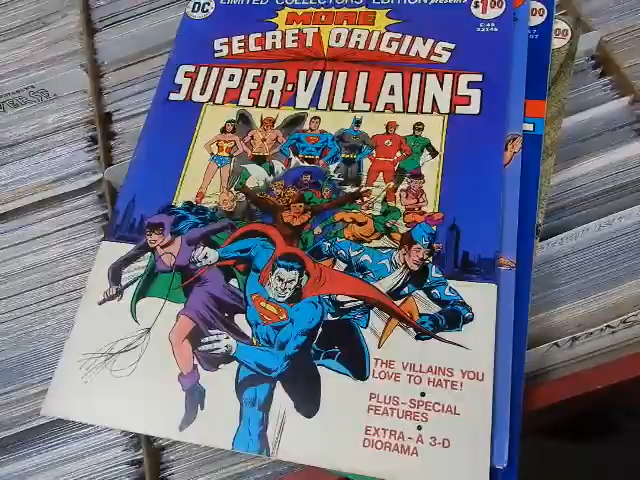 DC
LIMITED COLLECTORS' EDITION presents
$1.00
C-45
MORE
SECRET ORIGINS
SUPER-VILLAINS
THE VILLAINS YOU
LOVE TO HATE!
PLUS-SPECIAL
FEATURES
EXTRA-A 3-D
DIORAMA